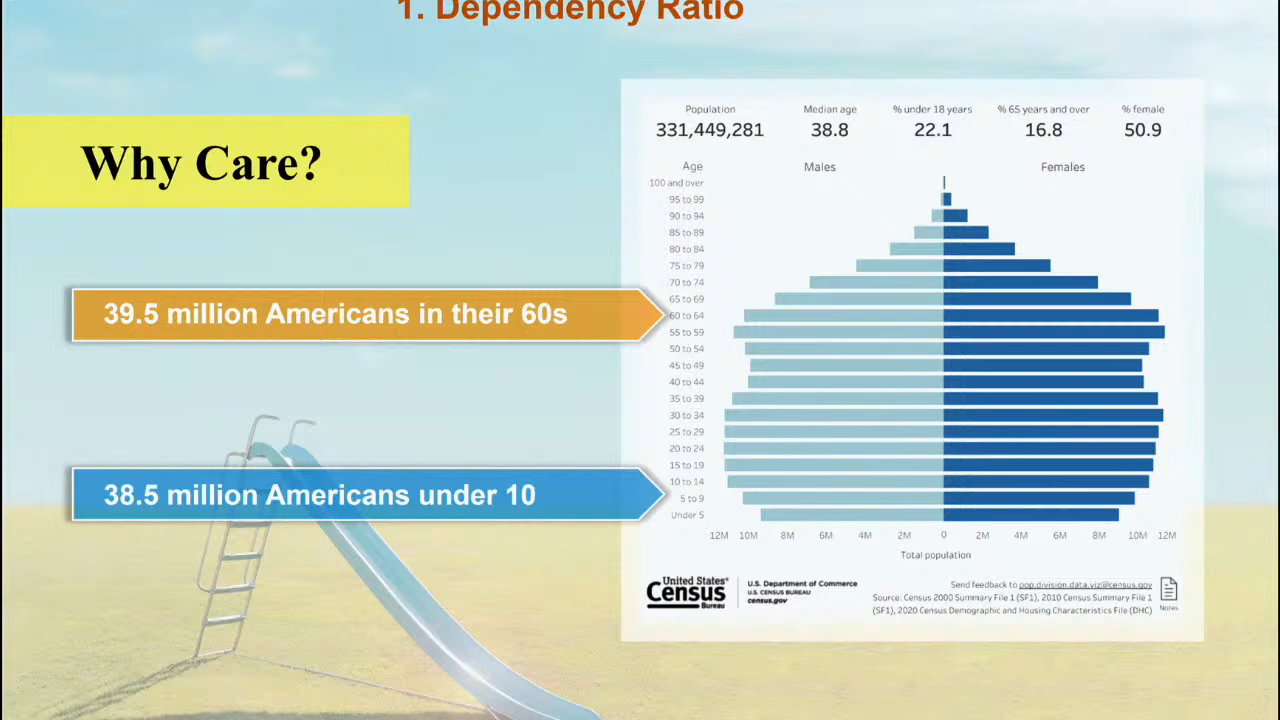 1. Dependency Ratio
Why Care?
39.5 million Americans in their 60s
38.5 million Americans under 10
Population Median age % under 18 years % 65 years and over % female
331,449,281 38.8 22.1 16.8 50.9
Age Males Females
100 and over
95 to 99
90 to 94
85 to 89
80 to 84
75 to 79
70 to 74
65 to 69
60 to 64
55 to 59
50 to 54
45 to 49
40 to 44
35 to 39
30 to 34
25 to 29
20 to 24
15 to 19
10 to 14
5 to 9
Under 5
12M 10M 8M 6M 4M 2M 0 2M 4M 6M 8M 10M 12M
Total population
United States®
Census
Bureau
U.S. Department of Commerce
U.S. CENSUS BUREAU
census.gov
Send feedback to pop.division.data.viz@census.gov
Source: Census 2000 Summary File 1 (SF1), 2010 Census Summary File 1
(SF1), 2020 Census Demographic and Housing Characteristics File (DHC)
Notes